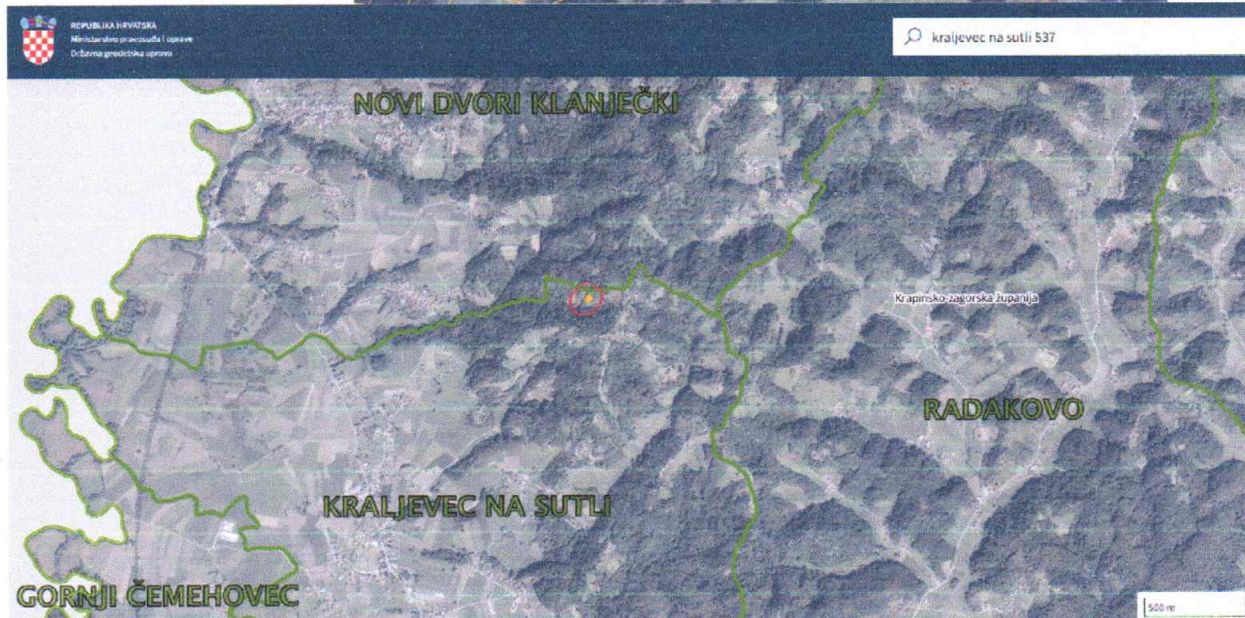 REPUBLIKA HRVATSKA
Ministarstvo pravosuđa i uprave
Državna geodetska uprava
kraljevec na sutli 537
NOVI DVORI KLANJEČKI
Krapinsko-zagorska županija
RADAKOVO
KRALJEVEC NA SUTLI
GORNJI ČEMEHOVEC
500 m